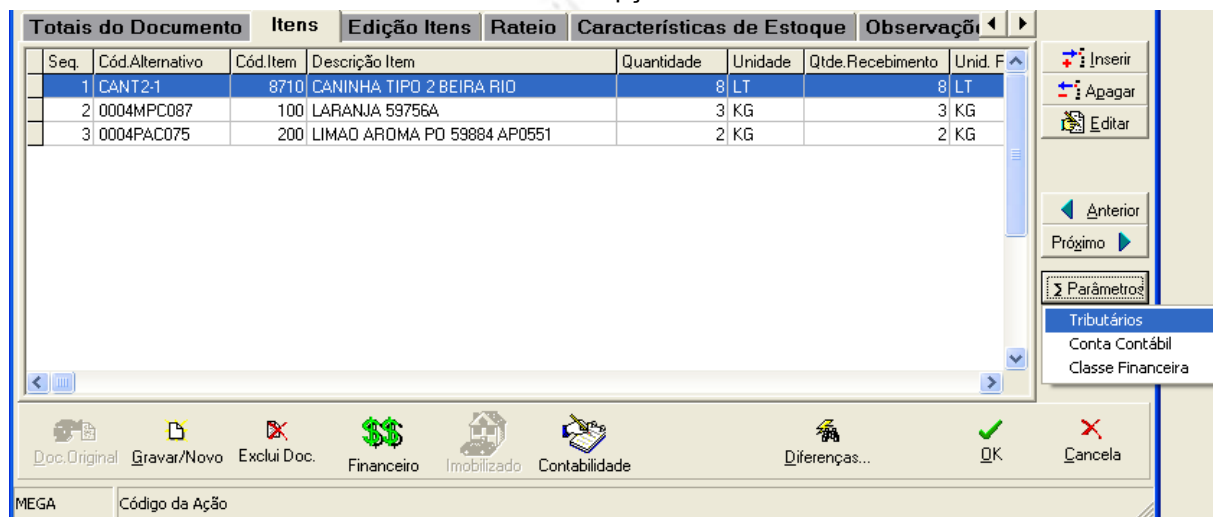 Totais do Documento Itens Edição Itens Rateio Características de Estoque
Seq. Cód.Alternativo Cód.Item Descrição Item Quantidade Unidade Qtde.Recebimento Unid. F
1 CANT2-1 8710 CANINHA TIPO 2 BEIRA RIO 8 LT 8 LT
2 0004MPC087 100 LARANJA 59756A 3 KG 3 KG
3 0004PAC075 200 LIMAO AROMA PO 59884 AP0551 2 KG 2 KG
Inserir
Apagar
Editar
Anterior
Próximo
Σ Parâmetros
Tributários
Conta Contábil
Classe Financeira
Doc.Original Gravar/Novo Exclui Doc. Financeiro Imobilizado Contabilidade Diferenças... OK Cancela
MEGA Código da Ação